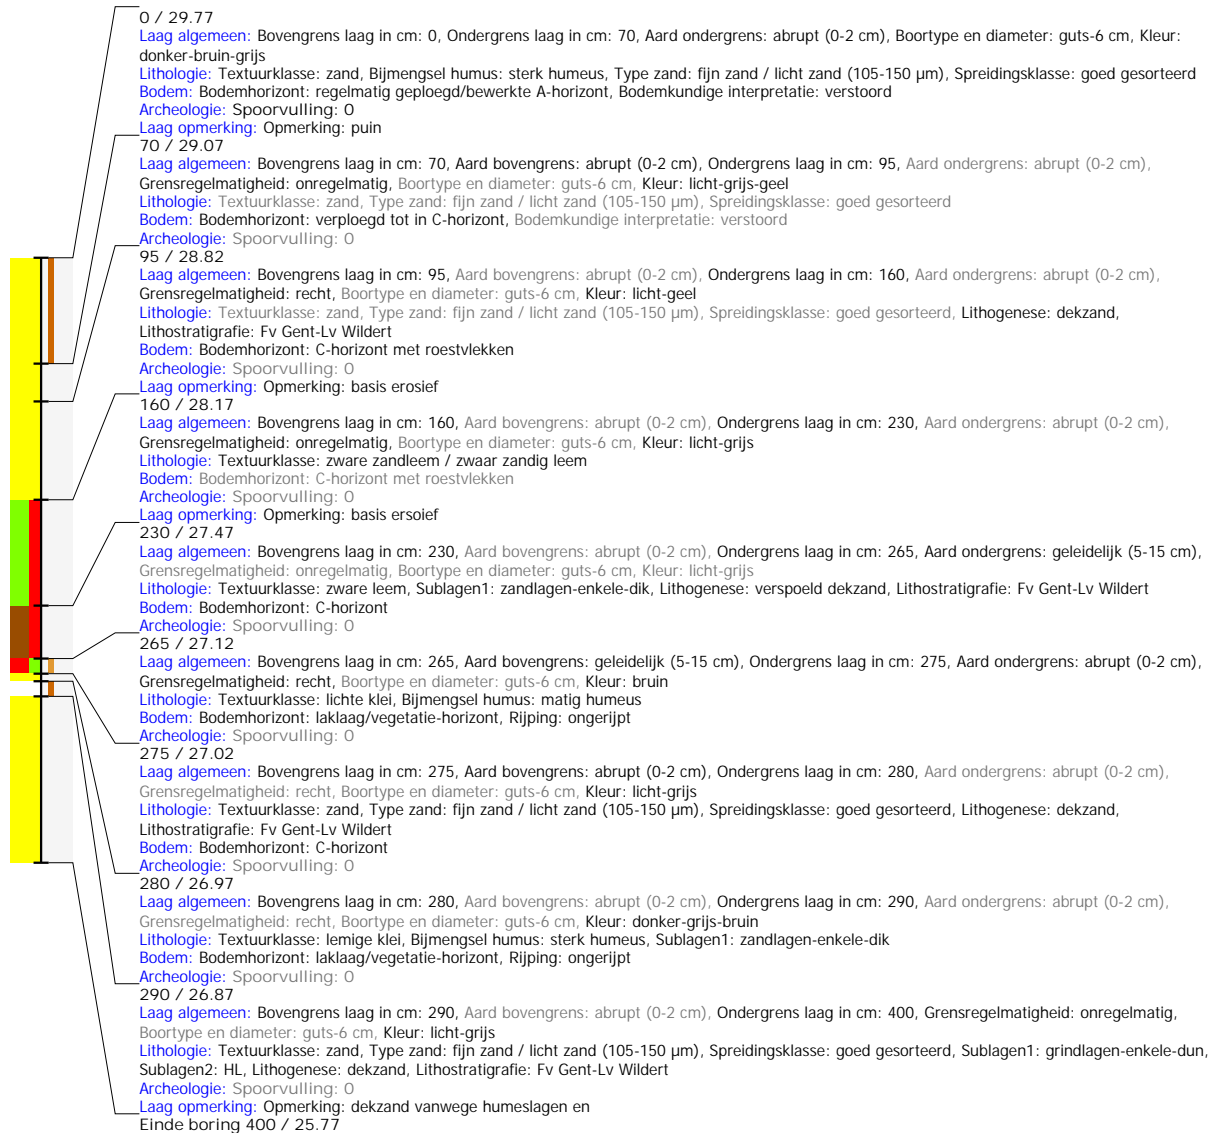 0 / 29.77
Laag algemeen: Bovengrens laag in cm: 0, Ondergrens laag in cm: 70, Aard ondergrens: abrupt (0-2 cm), Boortype en diameter: guts-6 cm, Kleur:
donker-bruin-grijs
Lithologie: Textuurklasse: zand, Bijmengsel humus: sterk humeus, Type zand: fijn zand / licht zand (105-150 µm), Spreidingsklasse: goed gesorteerd
Bodem: Bodemhorizont: regelmatig geploegd/bewerkte A-horizont, Bodemkundige interpretatie: verstoord
Archeologie: Spoorvulling: 0
Laag opmerking: Opmerking: puin
70 / 29.07
Laag algemeen: Bovengrens laag in cm: 70, Aard bovengrens: abrupt (0-2 cm), Ondergrens laag in cm: 95, Aard ondergrens: abrupt (0-2 cm),
Grensregelmatigheid: onregelmatig, Boortype en diameter: guts-6 cm, Kleur: licht-grijs-geel
Lithologie: Textuurklasse: zand, Type zand: fijn zand / licht zand (105-150 µm), Spreidingsklasse: goed gesorteerd
Bodem: Bodemhorizont: verploegd tot in C-horizont, Bodemkundige interpretatie: verstoord
Archeologie: Spoorvulling: 0
95 / 28.82
Laag algemeen: Bovengrens laag in cm: 95, Aard bovengrens: abrupt (0-2 cm), Ondergrens laag in cm: 160, Aard ondergrens: abrupt (0-2 cm),
Grensregelmatigheid: recht, Boortype en diameter: guts-6 cm, Kleur: licht-geel
Lithologie: Textuurklasse: zand, Type zand: fijn zand / licht zand (105-150 µm), Spreidingsklasse: goed gesorteerd, Lithogenese: dekzand,
Lithostratigrafie: Fv Gent-Lv Wildert
Bodem: Bodemhorizont: C-horizont met roestvlekken
Archeologie: Spoorvulling: 0
Laag opmerking: Opmerking: basis erosief
160 / 28.17
Laag algemeen: Bovengrens laag in cm: 160, Aard bovengrens: abrupt (0-2 cm), Ondergrens laag in cm: 230, Aard ondergrens: abrupt (0-2 cm),
Grensregelmatigheid: onregelmatig, Boortype en diameter: guts-6 cm, Kleur: licht-grijs
Lithologie: Textuurklasse: zware zandleem / zwaar zandig leem
Bodem: Bodemhorizont: C-horizont met roestvlekken
Archeologie: Spoorvulling: 0
Laag opmerking: Opmerking: basis ersoief
230 / 27.47
Laag algemeen: Bovengrens laag in cm: 230, Aard bovengrens: abrupt (0-2 cm), Ondergrens laag in cm: 265, Aard ondergrens: geleidelijk (5-15 cm),
Grensregelmatigheid: onregelmatig, Boortype en diameter: guts-6 cm, Kleur: licht-grijs
Lithologie: Textuurklasse: zware leem, Sublagen1: zandlagen-enkele-dik, Lithogenese: verspoeld dekzand, Lithostratigrafie: Fv Gent-Lv Wildert
Bodem: Bodemhorizont: C-horizont
Archeologie: Spoorvulling: 0
265 / 27.12
Laag algemeen: Bovengrens laag in cm: 265, Aard bovengrens: geleidelijk (5-15 cm), Ondergrens laag in cm: 275, Aard ondergrens: abrupt (0-2 cm),
Grensregelmatigheid: recht, Boortype en diameter: guts-6 cm, Kleur: bruin
Lithologie: Textuurklasse: lichte klei, Bijmengsel humus: matig humeus
Bodem: Bodemhorizont: laklaag/vegetatie-horizont, Rijping: ongerijpt
Archeologie: Spoorvulling: 0
275 / 27.02
Laag algemeen: Bovengrens laag in cm: 275, Aard bovengrens: abrupt (0-2 cm), Ondergrens laag in cm: 280, Aard ondergrens: abrupt (0-2 cm),
Grensregelmatigheid: recht, Boortype en diameter: guts-6 cm, Kleur: licht-grijs
Lithologie: Textuurklasse: zand, Type zand: fijn zand / licht zand (105-150 µm), Spreidingsklasse: goed gesorteerd, Lithogenese: dekzand,
Lithostratigrafie: Fv Gent-Lv Wildert
Bodem: Bodemhorizont: C-horizont
Archeologie: Spoorvulling: 0
280 / 26.97
Laag algemeen: Bovengrens laag in cm: 280, Aard bovengrens: abrupt (0-2 cm), Ondergrens laag in cm: 290, Aard ondergrens: abrupt (0-2 cm),
Grensregelmatigheid: recht, Boortype en diameter: guts-6 cm, Kleur: donker-grijs-bruin
Lithologie: Textuurklasse: lemige klei, Bijmengsel humus: sterk humeus, Sublagen1: zandlagen-enkele-dik
Bodem: Bodemhorizont: laklaag/vegetatie-horizont, Rijping: ongerijpt
Archeologie: Spoorvulling: 0
290 / 26.87
Laag algemeen: Bovengrens laag in cm: 290, Aard bovengrens: abrupt (0-2 cm), Ondergrens laag in cm: 400, Grensregelmatigheid: onregelmatig,
Boortype en diameter: guts-6 cm, Kleur: licht-grijs
Lithologie: Textuurklasse: zand, Type zand: fijn zand / licht zand (105-150 µm), Spreidingsklasse: goed gesorteerd, Sublagen1: grindlagen-enkele-dun,
Sublagen2: HL, Lithogenese: dekzand, Lithostratigrafie: Fv Gent-Lv Wildert
Archeologie: Spoorvulling: 0
Laag opmerking: Opmerking: dekzand vanwege humeslagen en
Einde boring 400 / 25.77